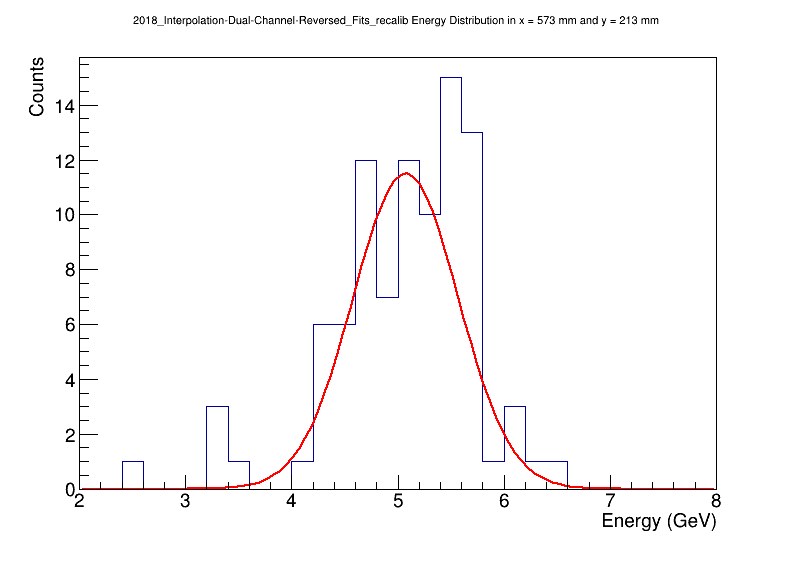 2018_Interpolation-Dual-Channel-Reversed_Fits_recalib Energy Distribution in x = 573 mm and y = 213 mm
Counts
14
12
10
8
6
4
2
0
2 3 4 5 6 7 8
Energy (GeV)